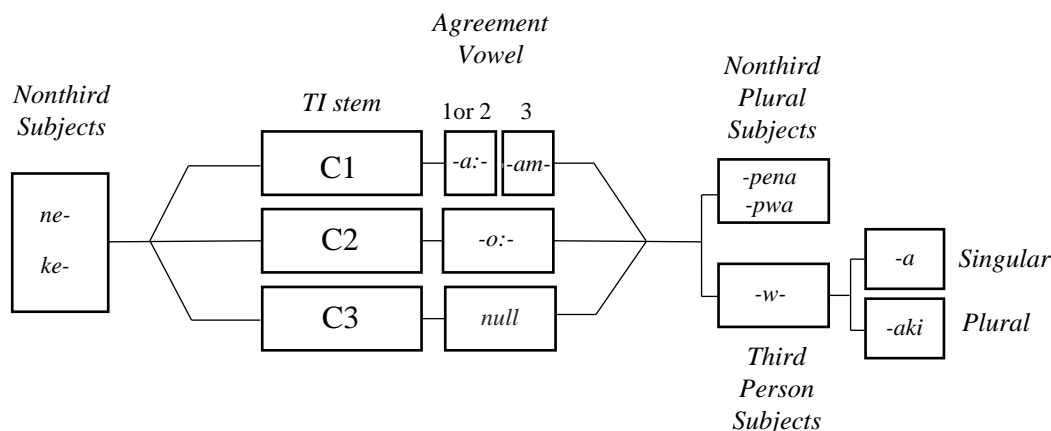 Agreement
Vowel
Nonthird
Subjects
TI stem
1or 2
3
Nonthird
Plural
Subjects
ne-
ke-
C1
-a:-
-am-
C2
-o:-
C3
null
-pena
-pwa
-w-
-a
Singular
-aki
Plural
Third
Person
Subjects